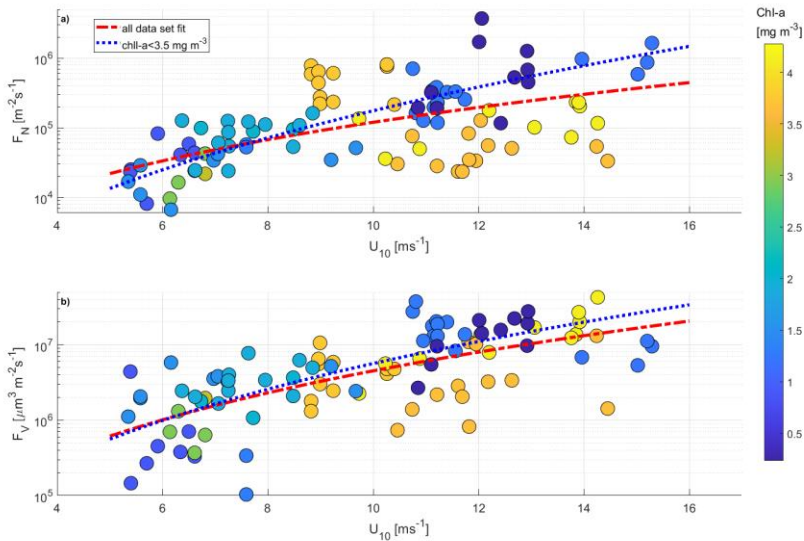 a)
all data set fit
chll-a<3.5 mg m⁻³
F_N [m⁻²s⁻¹]
10⁶
10⁵
10⁴
4 6 8 10 12 14 16
U₁₀ [ms⁻¹]
b)
F_V [μm³ m⁻²s⁻¹]
10⁷
10⁶
10⁵
4 6 8 10 12 14 16
U₁₀ [ms⁻¹]
Chl-a
[mg m⁻³]
4
3.5
3
2.5
2
1.5
1
0.5